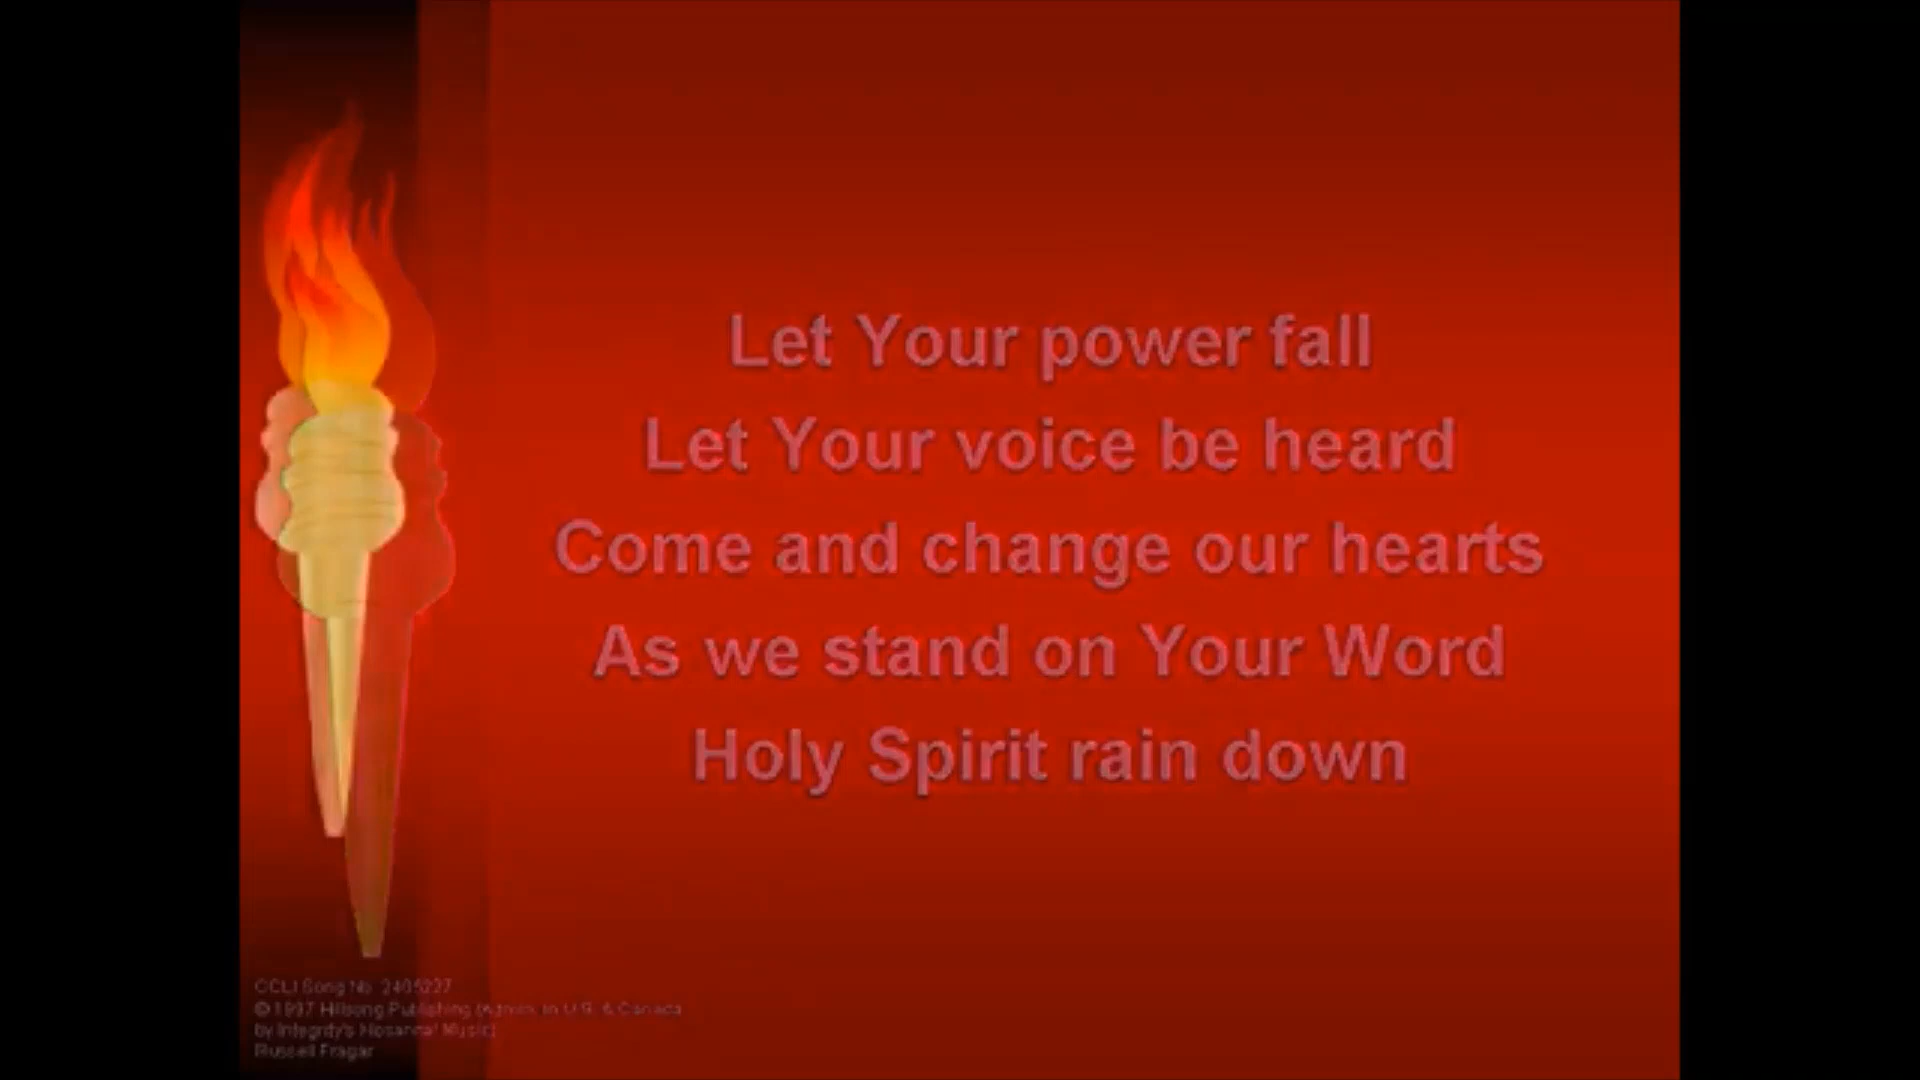 Let Your power fall
Let Your voice be heard
Come and change our hearts
As we stand on Your Word
Holy Spirit rain down
CCLI Song No. 2405227
© 1997 Hillsong Publishing (Admin. in U.S. & Canada
by Integrity's Hosanna! Music)
Russell Fragar